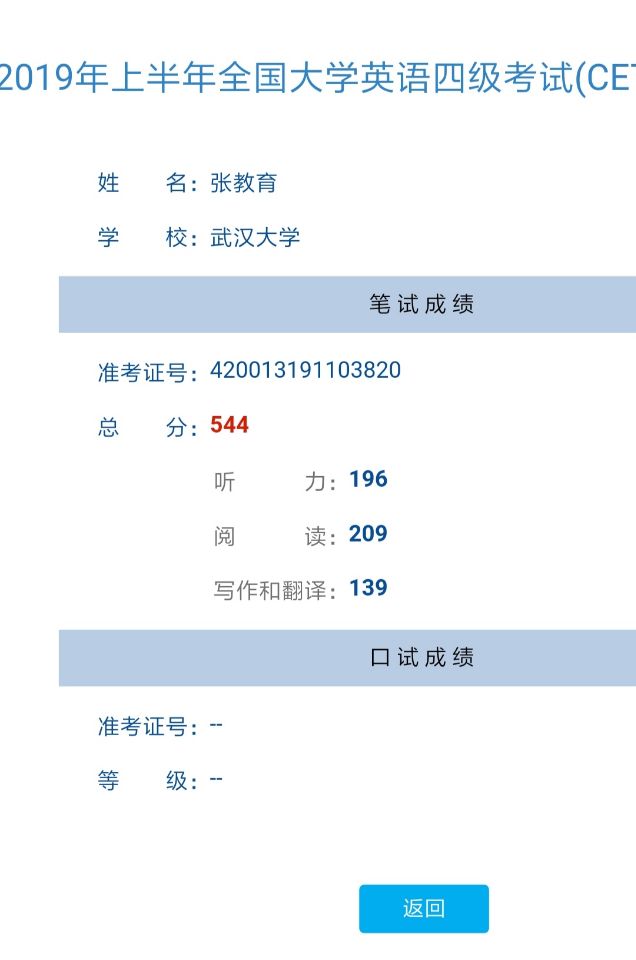 2019年上半年全国大学英语四级考试(CET
姓 名：张教育
学 校：武汉大学
笔试成绩
准考证号：420013191103820
总 分：544
听 力：196
阅 读：209
写作和翻译：139
口试成绩
准考证号：--
等 级：--
返回